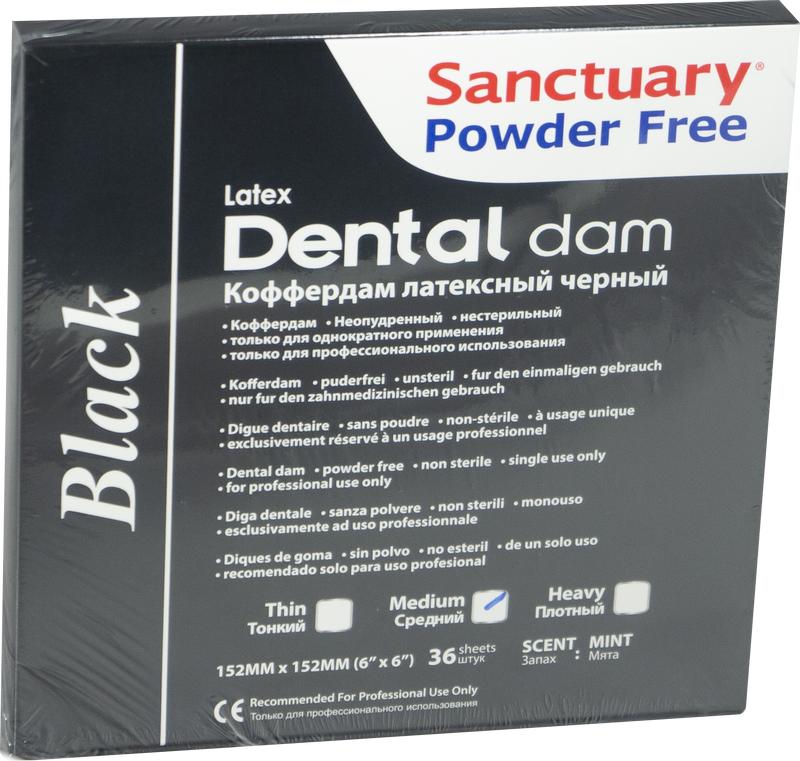 Sanctuary®
Powder Free
Latex
Dental dam
Коффердам латексный черный
Black
• Коффердам • Неопудренный • нестерильный
• только для однократного применения
• только для профессионального использования
• Kofferdam • puderfrei • unsteril • fur den einmaligen gebrauch
• nur fur den zahnmedizinischen gebrauch
• Digue dentaire • sans poudre • non-stérile • à usage unique
• exclusivement réservé à un usage professionnel
• Dental dam • powder free • non sterile • single use only
• for professional use only
• Diga dentale • sanza polvere • non sterili • monouso
• esclusivamente ad uso professionnale
• Diques de goma • sin polvo • no esteril • de un solo uso
• recomendado solo para uso profesional
Thin Medium Heavy
Тонкий Средний Плотный
152MM x 152MM (6” x 6”) 36 sheets штук SCENT : MINT
Запах Мята
CE Recommended For Professional Use Only
Только для профессионального использования